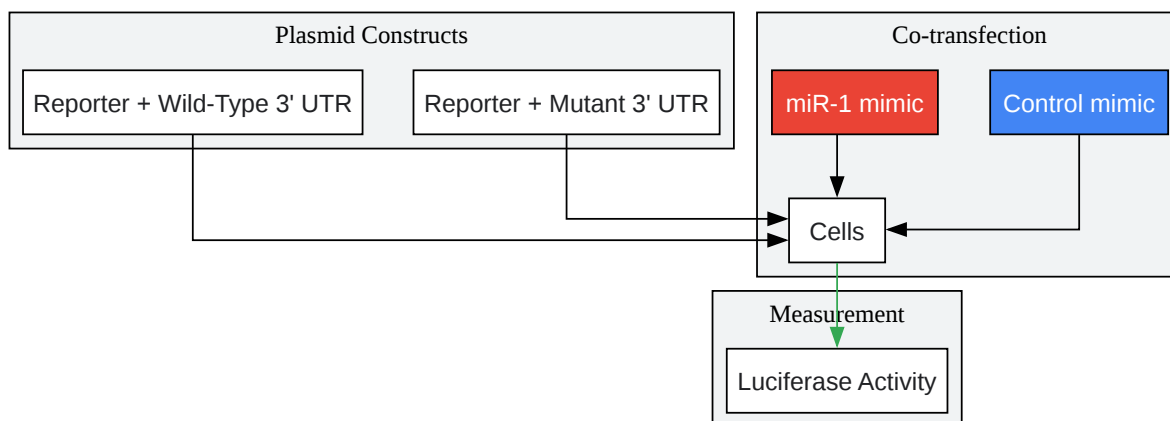 Plasmid Constructs
Reporter + Wild-Type 3' UTR
Reporter + Mutant 3' UTR
Co-transfection
miR-1 mimic
Control mimic
Cells
Measurement
Luciferase Activity